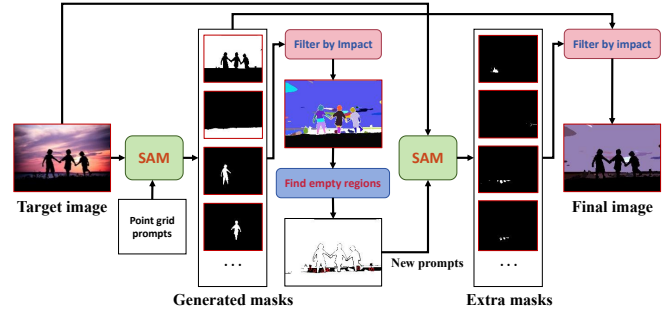 Filter by Impact
Filter by impact
SAM
SAM
Find empty regions
Target image
Point grid
prompts
Final image
New prompts
...
...
Generated masks
Extra masks